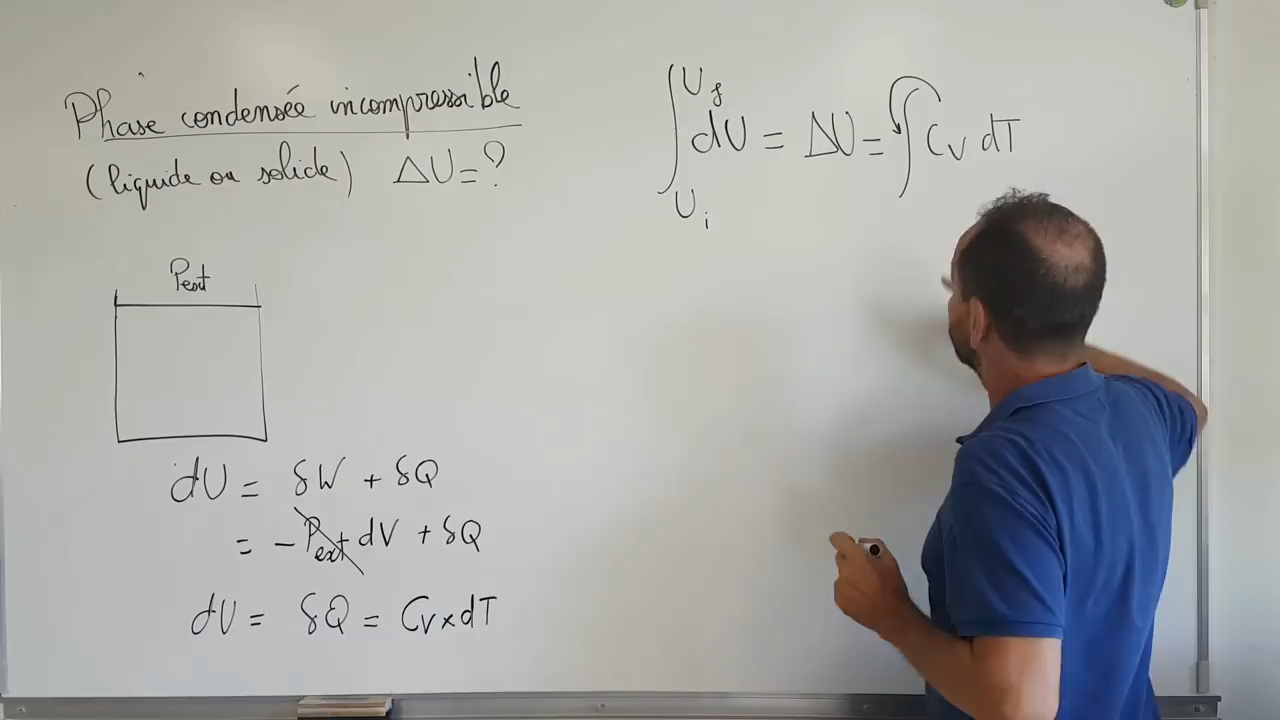 Phase condensée incompressible
(liquide ou solide) ΔU = ?
Pext
dU = δW + δQ
= - Pext dV + δQ
dU = δQ = Cv × dT
∫ Uf Ui dU = ΔU = ∫ Cv dT